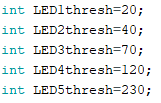 int LED1thresh=20;
int LED2thresh=40;
int LED3thresh=70;
int LED4thresh=120;
int LED5thresh=230;